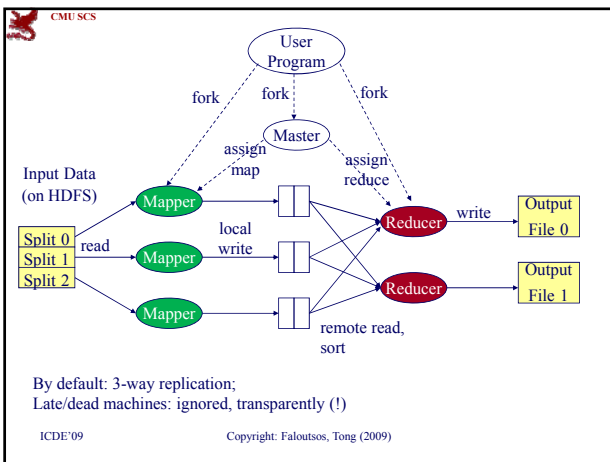 CMU SCS
User
Program
fork
fork
fork
Master
assign
map
assign
reduce
Input Data
(on HDFS)
Split 0
Split 1
Split 2
read
Mapper
Mapper
Mapper
local
write
remote read,
sort
Reducer
Reducer
write
Output
File 0
Output
File 1
By default: 3-way replication;
Late/dead machines: ignored, transparently (!)
ICDE’09
Copyright: Faloutsos, Tong (2009)